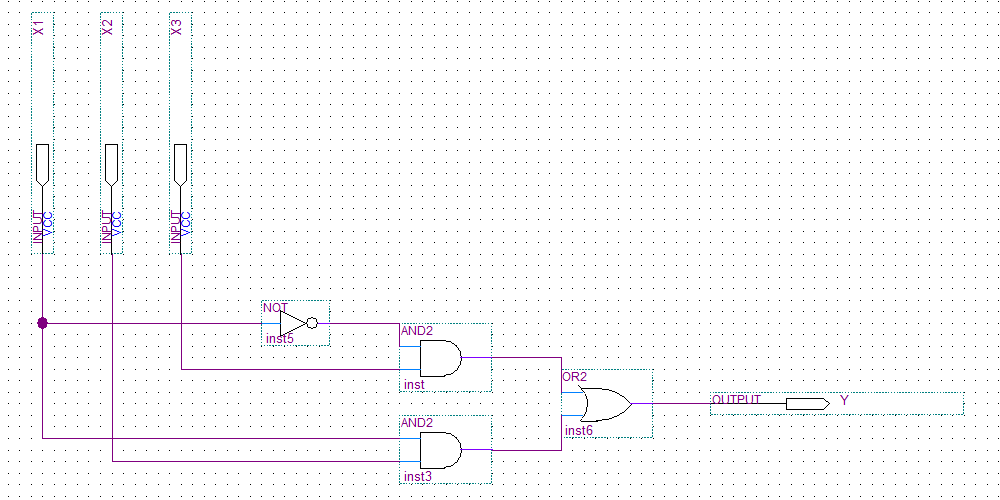 X1
X2
X3
INPUT
VCC
INPUT
VCC
INPUT
VCC
NOT
inst5
AND2
inst
OR2
inst6
OUTPUT
Y
AND2
inst3